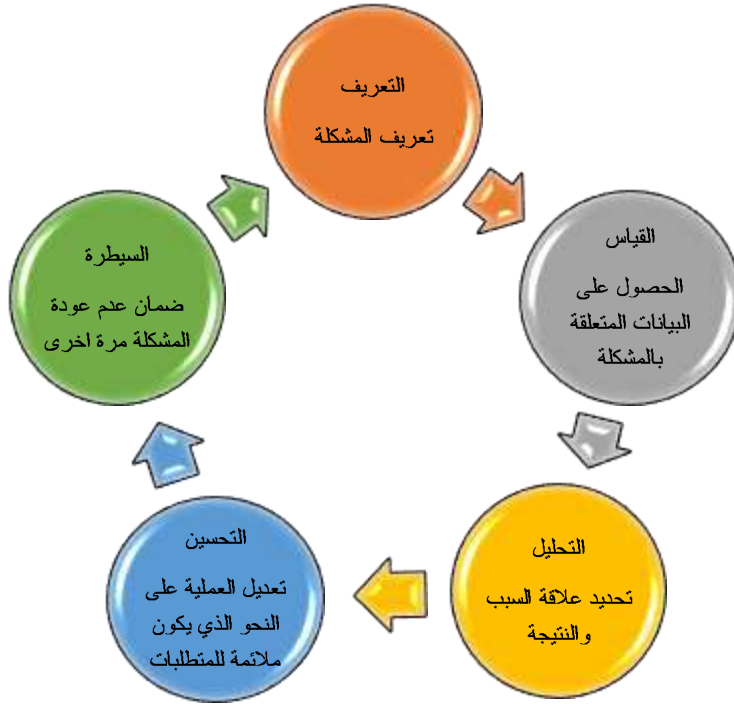 التعريف
تعريف المشكلة
القياس
الحصول على
البيانات المتعلقة
بالمشكلة
التحليل
تحديد علاقة السبب
والنتيجة
التحسين
تعديل العملية على
النحو الذي يكون
ملائمة للمتطلبات
السيطرة
ضمان عدم عودة
المشكلة مرة اخرى